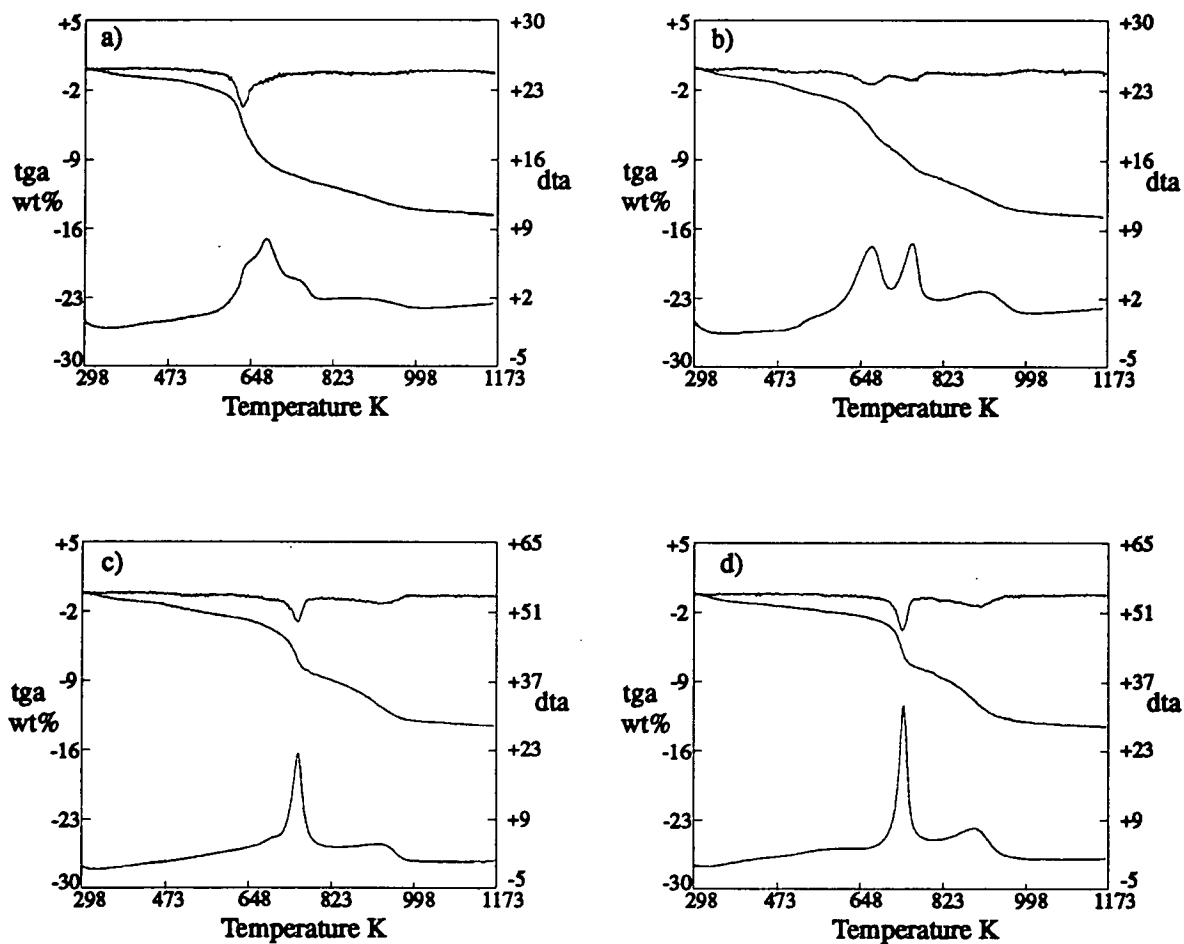 a)
+5
-2
-9
-16
-23
-30
tga
wt%
+30
+23
+16
+9
+2
-5
dta
298 473 648 823 998 1173
Temperature K
b)
+5
-2
-9
-16
-23
-30
tga
wt%
+30
+23
+16
+9
+2
-5
dta
298 473 648 823 998 1173
Temperature K
c)
+5
-2
-9
-16
-23
-30
tga
wt%
+65
+51
+37
+23
+9
-5
dta
298 473 648 823 998 1173
Temperature K
d)
+5
-2
-9
-16
-23
-30
tga
wt%
+65
+51
+37
+23
+9
-5
dta
298 473 648 823 998 1173
Temperature K